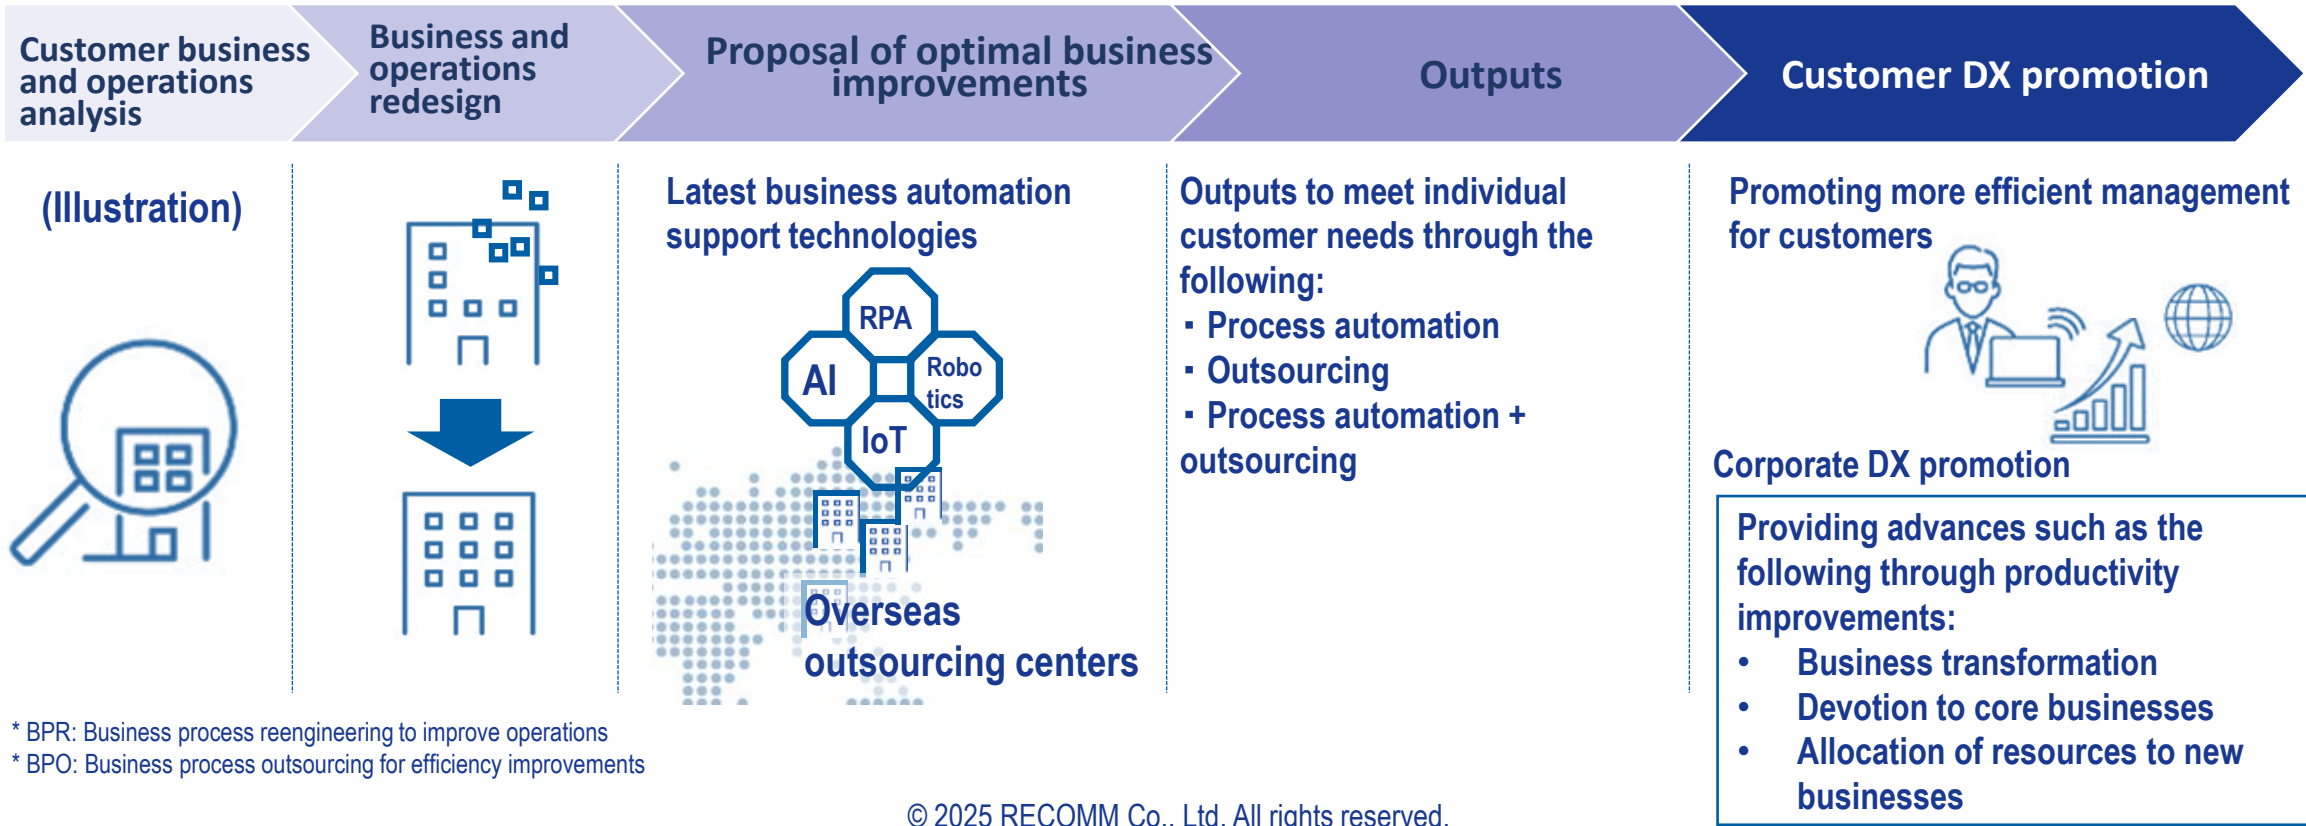 Customer business
and operations
analysis
Business and
operations
redesign
Proposal of optimal business
improvements
Outputs
Customer DX promotion
(Illustration)
Latest business automation
support technologies
RPA
AI
Robo
tics
IoT
Overseas
outsourcing centers
Outputs to meet individual
customer needs through the
following:
▪ Process automation
▪ Outsourcing
▪ Process automation +
outsourcing
Promoting more efficient management
for customers
Corporate DX promotion
Providing advances such as the
following through productivity
improvements:
• Business transformation
• Devotion to core businesses
• Allocation of resources to new
businesses
* BPR: Business process reengineering to improve operations
* BPO: Business process outsourcing for efficiency improvements
© 2025 RECOMM Co., Ltd. All rights reserved.